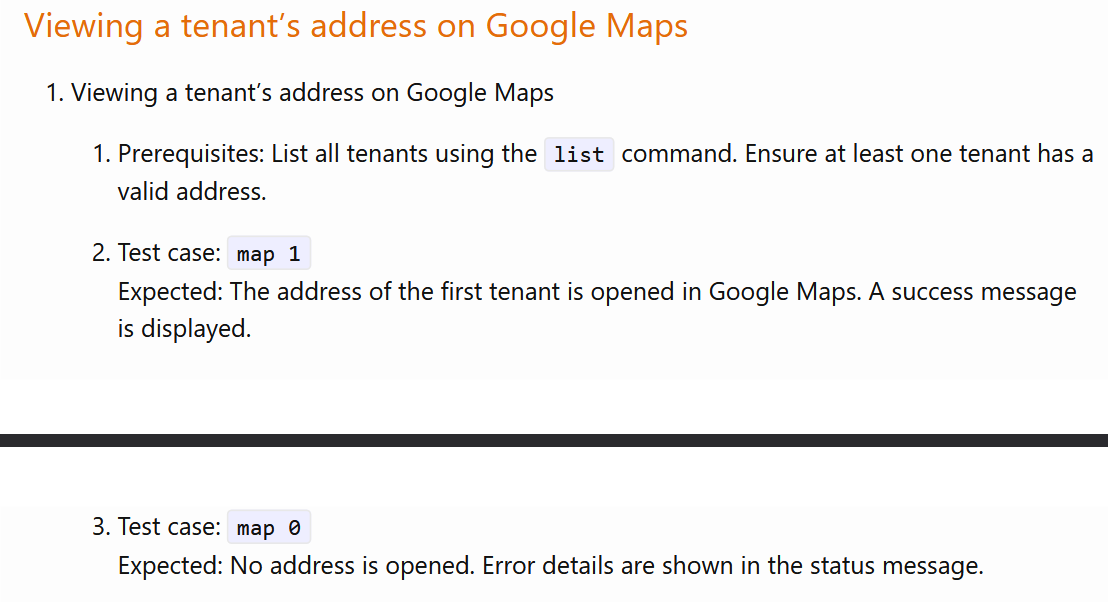 Viewing a tenant’s address on Google Maps
1. Viewing a tenant’s address on Google Maps
1. Prerequisites: List all tenants using the list command. Ensure at least one tenant has a
valid address.
2. Test case: map 1
Expected: The address of the first tenant is opened in Google Maps. A success message
is displayed.
3. Test case: map 0
Expected: No address is opened. Error details are shown in the status message.